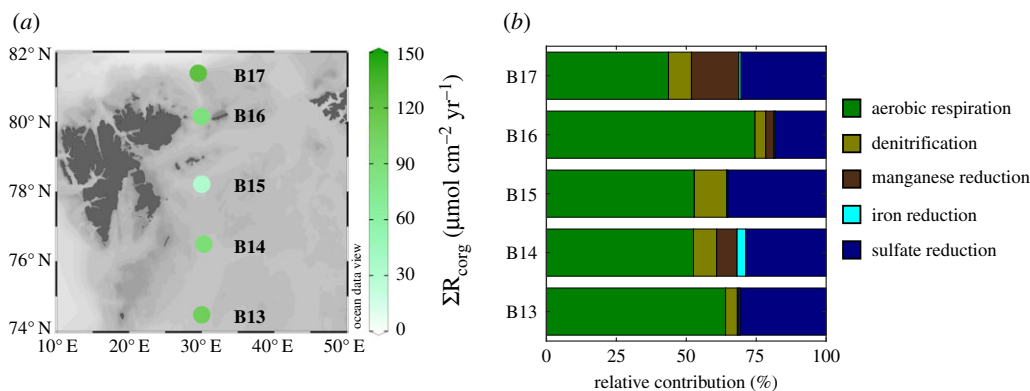 (a)
82° N
80° N
78° N
76° N
74° N
10° E 20° E 30° E 40° E 50° E
B17
B16
B15
B14
B13
ocean data view
150
120
90
60
30
0
ΣR_corg (µmol cm⁻² yr⁻¹)
(b)
B17
B16
B15
B14
B13
0 25 50 75 100
relative contribution (%)
aerobic respiration
denitrification
manganese reduction
iron reduction
sulfate reduction